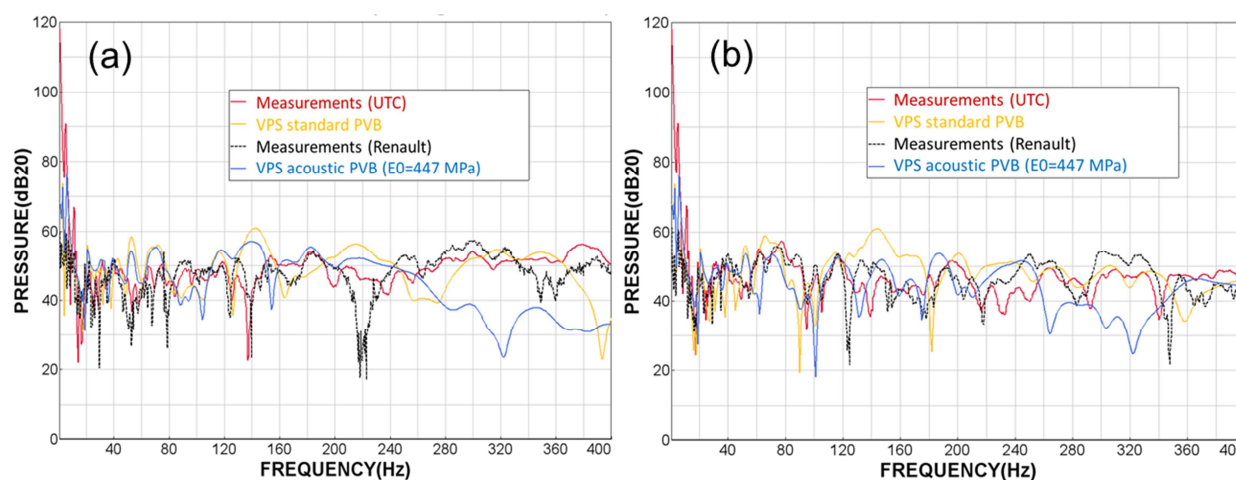 (a)
PRESSURE(dB20)
120
100
80
60
40
20
0
Measurements (UTC)
VPS standard PVB
Measurements (Renault)
VPS acoustic PVB (E0=447 MPa)
40 80 120 160 200 240 280 320 360 400
FREQUENCY(Hz)
(b)
PRESSURE(dB20)
120
100
80
60
40
20
0
Measurements (UTC)
VPS standard PVB
Measurements (Renault)
VPS acoustic PVB (E0=447 MPa)
40 80 120 160 200 240 280 320 360 400
FREQUENCY(Hz)